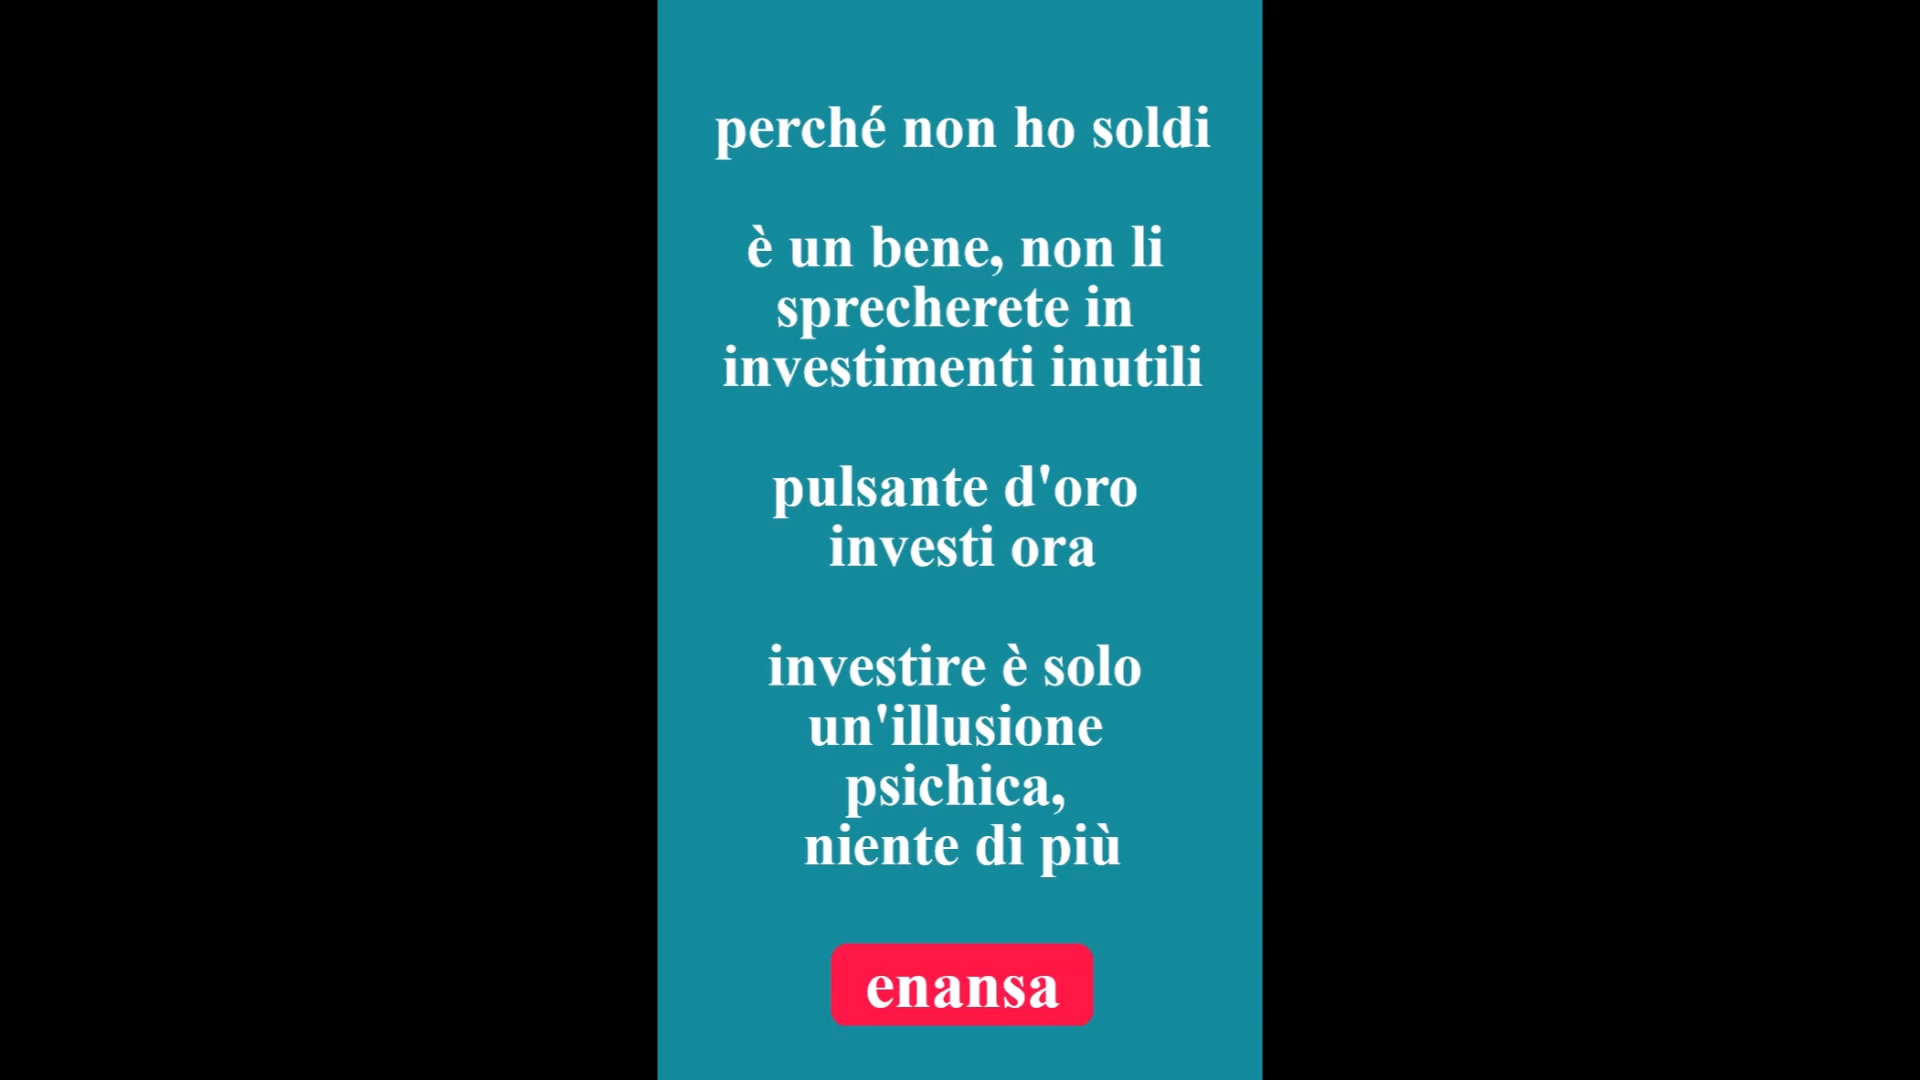 perché non ho soldi
è un bene, non li
sprecherete in
investimenti inutili
pulsante d'oro
investi ora
investire è solo
un'illusione
psichica,
niente di più
enansa